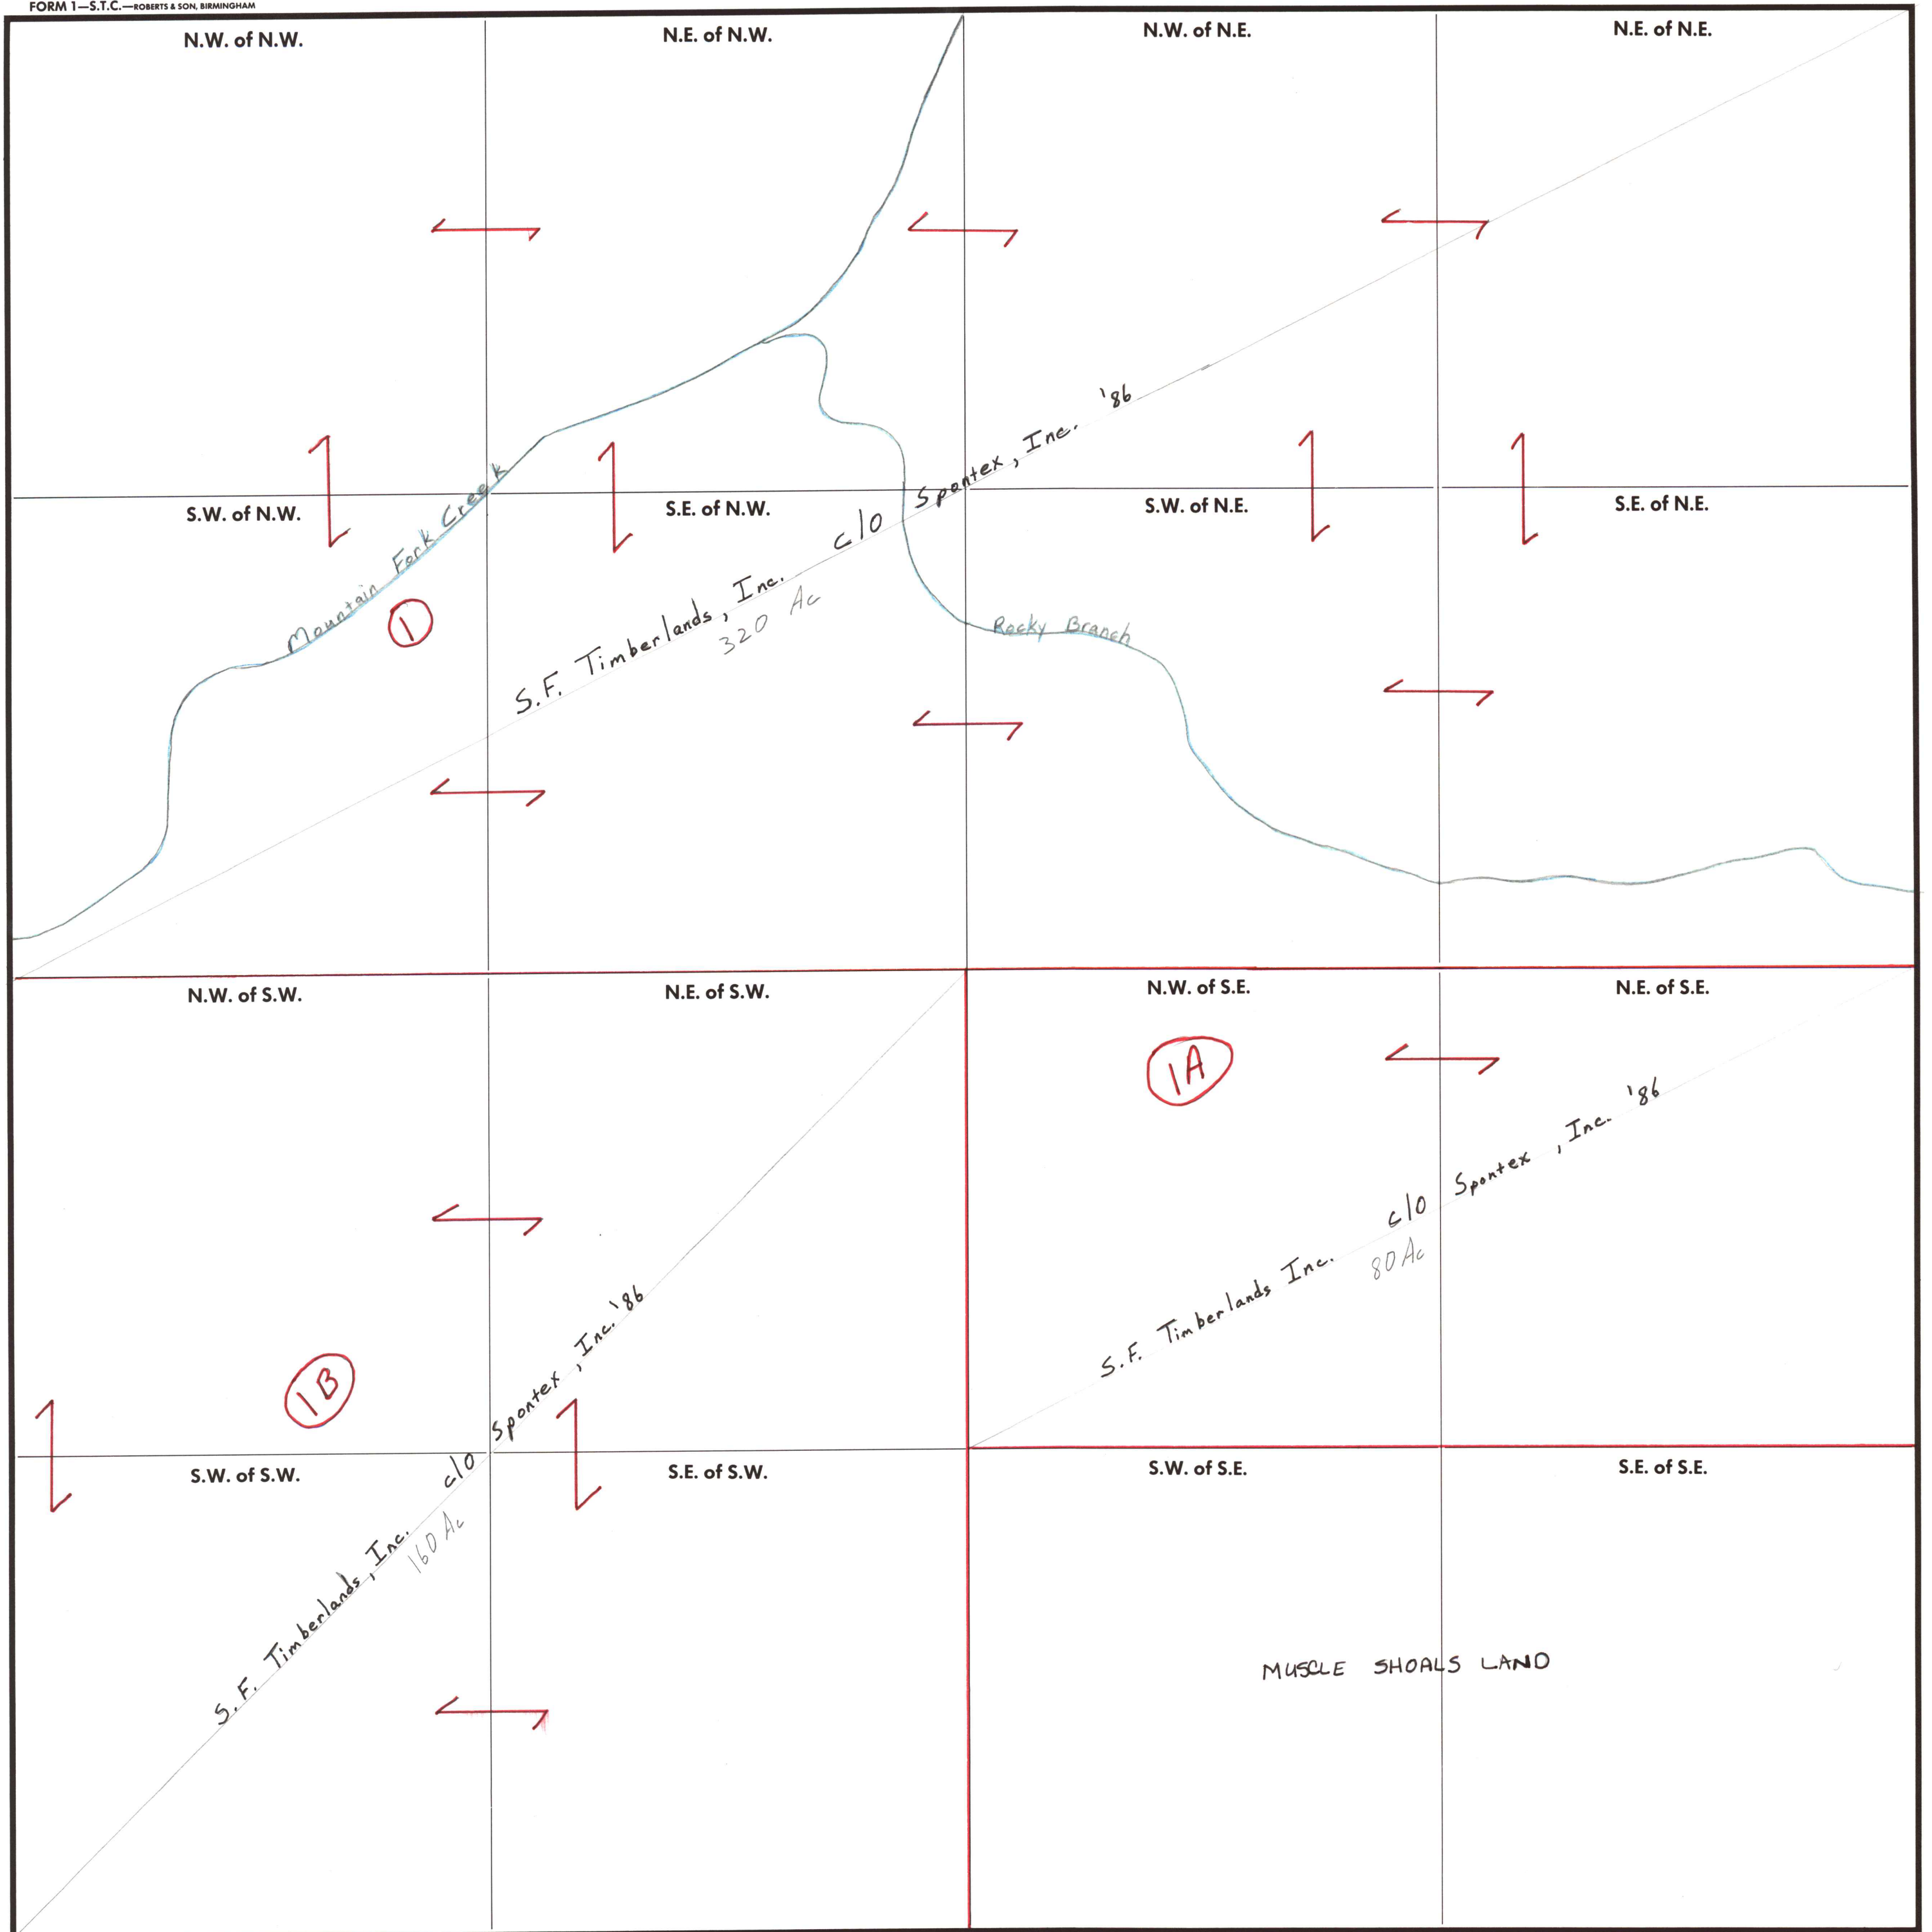 FORM 1—S.T.C.—ROBERTS & SON, BIRMINGHAM
N.W. of N.W.
N.E. of N.W.
N.W. of N.E.
N.E. of N.E.
Mountain Fork Creek
S.F. Timberlands, Inc. c/o Spontex, Inc. '86
320 Ac
S.W. of N.W.
S.E. of N.W.
S.W. of N.E.
S.E. of N.E.
1
Rocky Branch
N.W. of S.W.
N.E. of S.W.
N.W. of S.E.
N.E. of S.E.
1A
S.F. Timberlands Inc. c/o Spontex, Inc. '86
80 Ac
1B
S.F. Timberlands, Inc. c/o Spontex, Inc. '86
160 Ac
S.W. of S.W.
S.E. of S.W.
S.W. of S.E.
S.E. of S.E.
MUSCLE SHOALS LAND